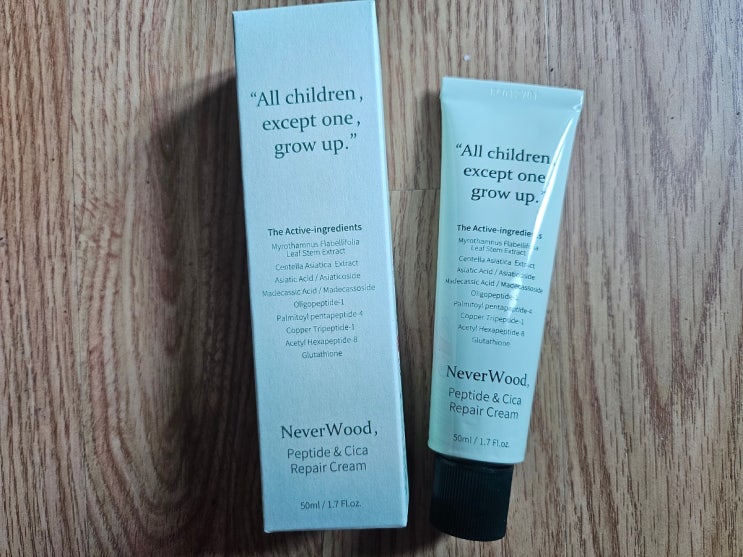 “All children,
except one,
grow up.”
The Active-ingredients
Myrothamnus Flabellifolia
Leaf Stem Extract
Centella Asiatica Extract
Asiatic Acid / Asiaticoside
Madecassic Acid / Madecassoside
Oligopeptide-1
Palmitoyl pentapeptide-4
Copper Tripeptide-1
Acetyl Hexapeptide-8
Glutathione
NeverWood,
Peptide & Cica
Repair Cream
50ml / 1.7 Fl.oz.
“All children,
except one
grow up.”
The Active-ingredients
Myrothamnus Flabellifolia
Leaf Stem Extract
Centella Asiatica Extract
Asiatic Acid / Asiaticoside
Madecassic Acid / Madecassoside
Oligopeptide-1
Palmitoyl pentapeptide-4
Copper Tripeptide-1
Acetyl Hexapeptide-8
Glutathione
NeverWood,
Peptide & Cica
Repair Cream
50ml / 1.7 Fl.oz.